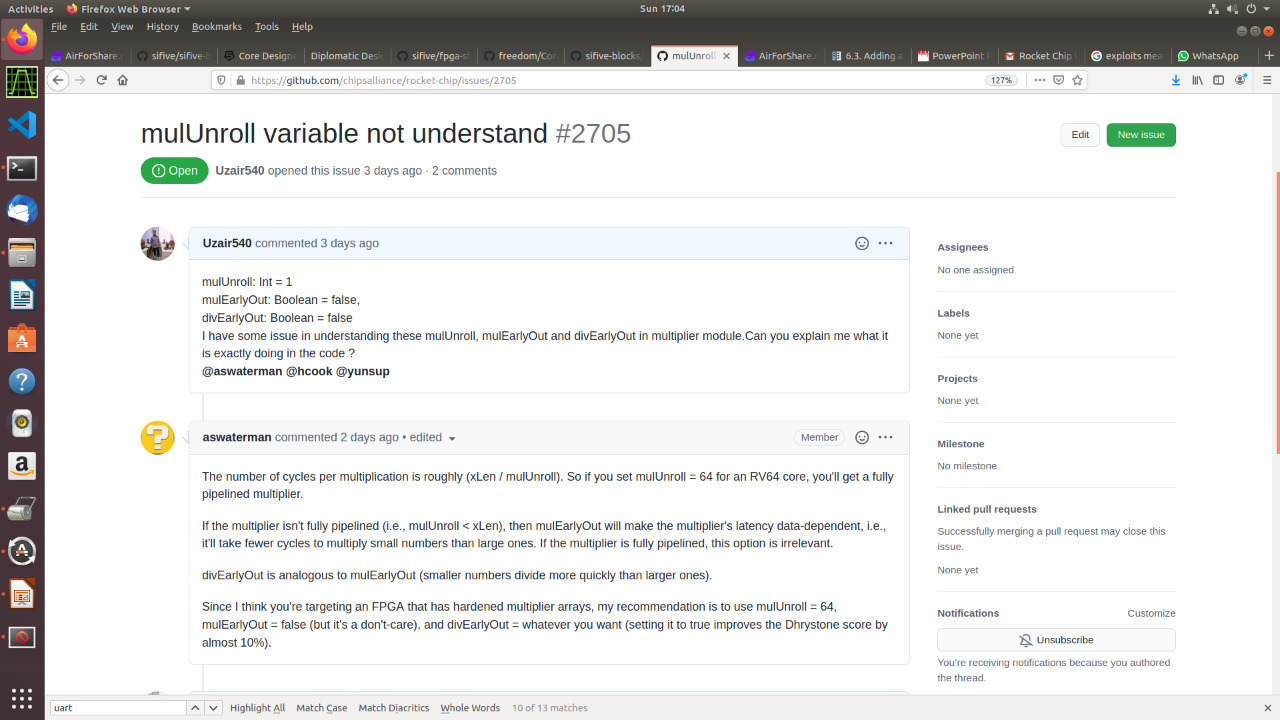 Activities Firefox Web Browser Sun 17:04
File Edit View History Bookmarks Tools Help
AirForShare sifive/sifive-b Core Designe Diplomatic Desi sifive/fpga-s freedom/Con sifive-blocks/ mulUnroll AirForShare 6.3. Adding a PowerPoint Rocket Chip exploits mea WhatsApp
https://github.com/chipsalliance/rocket-chip/issues/2705 127%
mulUnroll variable not understand #2705
Edit New issue
Open Uzair540 opened this issue 3 days ago · 2 comments
Uzair540 commented 3 days ago
mulUnroll: Int = 1
mulEarlyOut: Boolean = false,
divEarlyOut: Boolean = false
I have some issue in understanding these mulUnroll, mulEarlyOut and divEarlyOut in multiplier module.Can you explain me what it
is exactly doing in the code ?
@aswaterman @hcook @yunsup
aswaterman commented 2 days ago • edited Member
The number of cycles per multiplication is roughly (xLen / mulUnroll). So if you set mulUnroll = 64 for an RV64 core, you'll get a fully
pipelined multiplier.
If the multiplier isn't fully pipelined (i.e., mulUnroll < xLen), then mulEarlyOut will make the multiplier's latency data-dependent, i.e.,
it'll take fewer cycles to multiply small numbers than large ones. If the multiplier is fully pipelined, this option is irrelevant.
divEarlyOut is analogous to mulEarlyOut (smaller numbers divide more quickly than larger ones).
Since I think you're targeting an FPGA that has hardened multiplier arrays, my recommendation is to use mulUnroll = 64,
mulEarlyOut = false (but it's a don't-care), and divEarlyOut = whatever you want (setting it to true improves the Dhrystone score by
almost 10%).
Assignees
No one assigned
Labels
None yet
Projects
None yet
Milestone
No milestone
Linked pull requests
Successfully merging a pull request may close this
issue.
None yet
Notifications Customize
Unsubscribe
You're receiving notifications because you authored
the thread.
uart Highlight All Match Case Match Diacritics Whole Words 10 of 13 matches